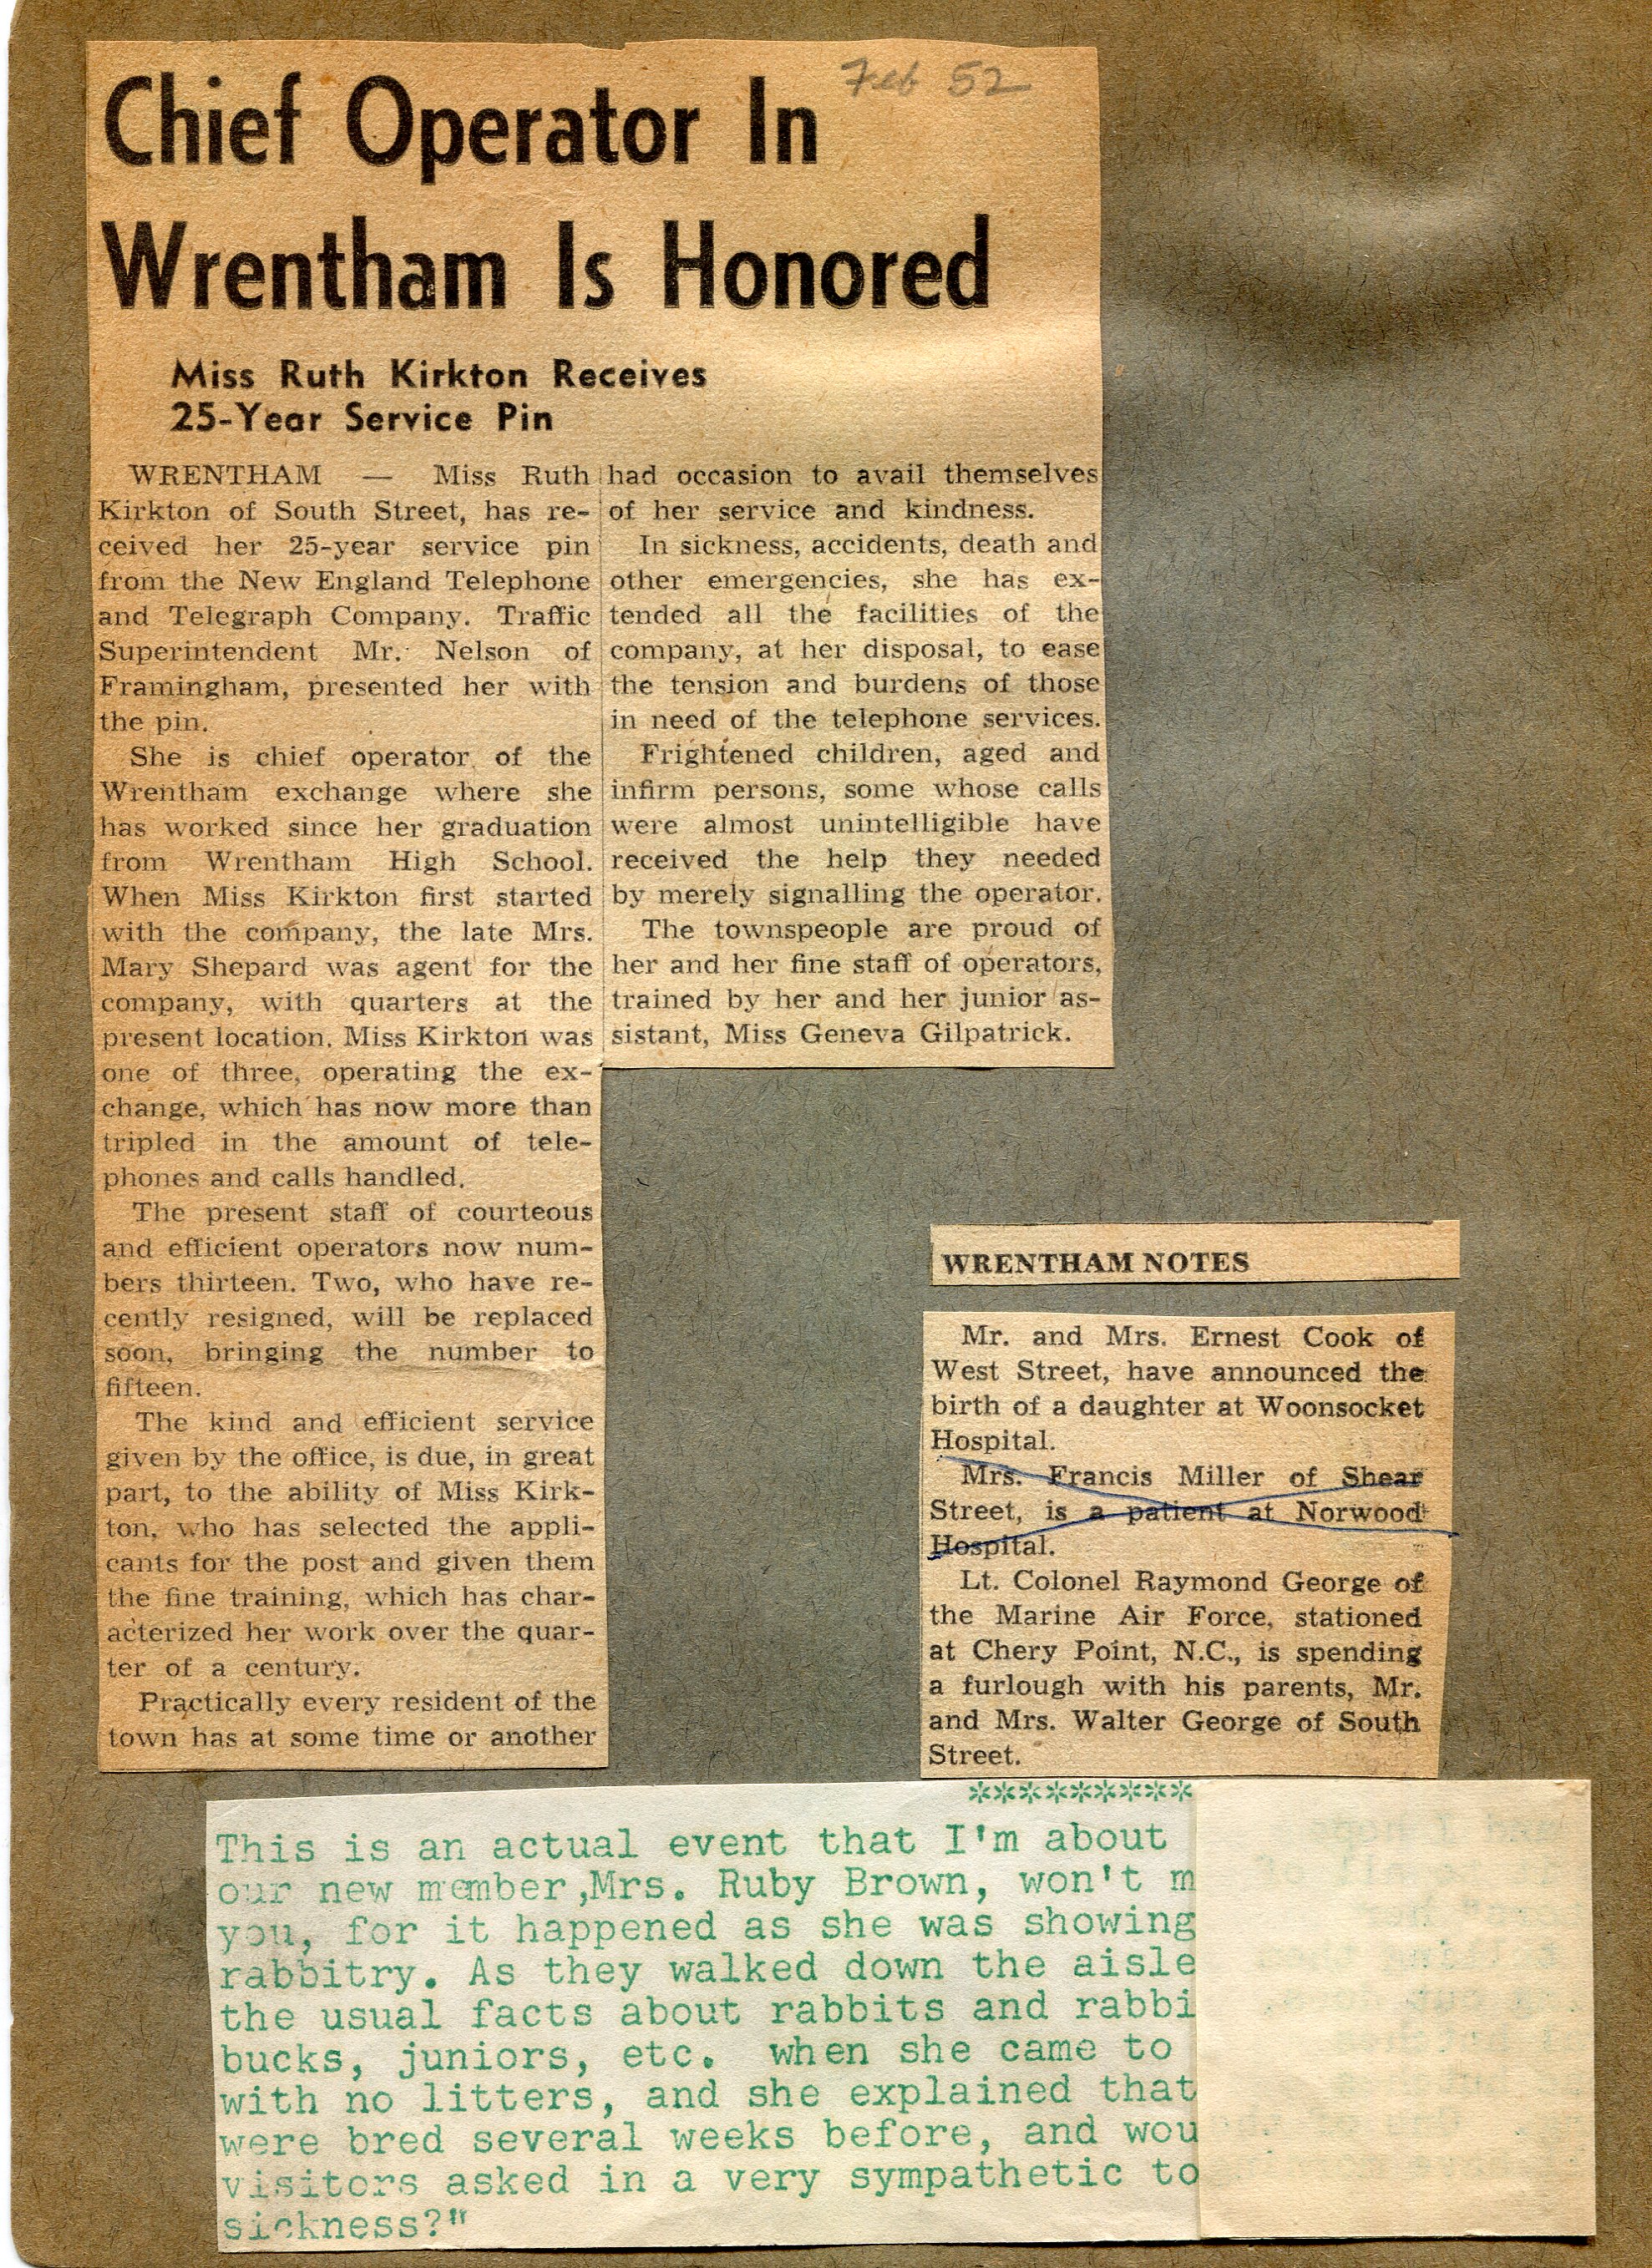 Feb 52
Chief Operator In
Wrentham Is Honored
Miss Ruth Kirkton Receives
25-Year Service Pin
WRENTHAM — Miss Ruth
Kirkton of South Street, has re-
ceived her 25-year service pin
from the New England Telephone
and Telegraph Company. Traffic
Superintendent Mr. Nelson of
Framingham, presented her with
the pin.
She is chief operator of the
Wrentham exchange where she
has worked since her graduation
from Wrentham High School.
When Miss Kirkton first started
with the company, the late Mrs.
Mary Shepard was agent for the
company, with quarters at the
present location. Miss Kirkton was
one of three, operating the ex-
change, which has now more than
tripled in the amount of tele-
phones and calls handled.
The present staff of courteous
and efficient operators now num-
bers thirteen. Two, who have re-
cently resigned, will be replaced
soon, bringing the number to
fifteen.
The kind and efficient service
given by the office, is due, in great
part, to the ability of Miss Kirk-
ton, who has selected the appli-
cants for the post and given them
the fine training, which has char-
acterized her work over the quar-
ter of a century.
Practically every resident of the
town has at some time or another
had occasion to avail themselves
of her service and kindness.
In sickness, accidents, death and
other emergencies, she has ex-
tended all the facilities of the
company, at her disposal, to ease
the tension and burdens of those
in need of the telephone services.
Frightened children, aged and
infirm persons, some whose calls
were almost unintelligible have
received the help they needed
by merely signalling the operator.
The townspeople are proud of
her and her fine staff of operators,
trained by her and her junior as-
sistant, Miss Geneva Gilpatrick.
WRENTHAM NOTES
Mr. and Mrs. Ernest Cook of
West Street, have announced the
birth of a daughter at Woonsocket
Hospital.
Mrs. Francis Miller of Shear
Street, is a patient at Norwood
Hospital.
Lt. Colonel Raymond George of
the Marine Air Force, stationed
at Chery Point, N.C., is spending
a furlough with his parents, Mr.
and Mrs. Walter George of South
Street.
*********
This is an actual event that I'm about
our new member,Mrs. Ruby Brown, won't m
you, for it happened as she was showing
rabbitry. As they walked down the aisle
the usual facts about rabbits and rabbi
bucks, juniors, etc. when she came to
with no litters, and she explained that
were bred several weeks before, and wou
visitors asked in a very sympathetic to
sickness?"